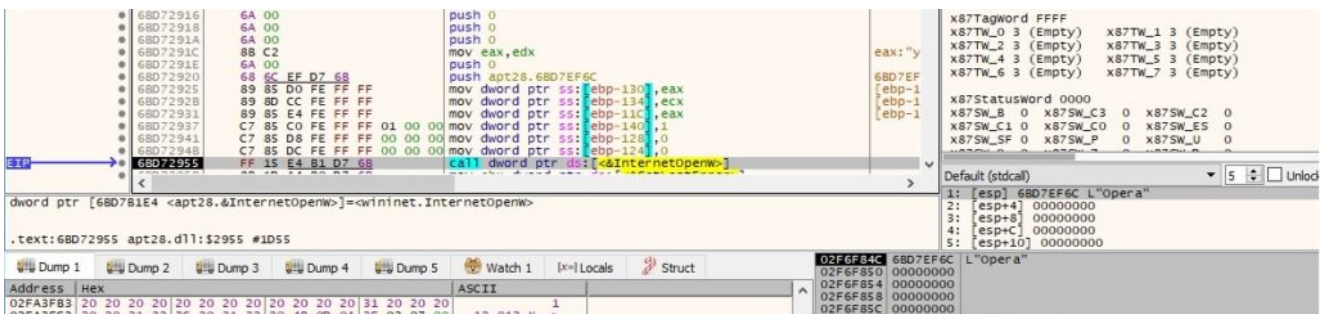 6BD72916 6A 00 push 0
6BD72918 6A 00 push 0
6BD7291A 6A 00 push 0
6BD7291C 8B C2 mov eax,edx eax:"y
6BD7291E 6A 00 push 0
6BD72920 68 6C EF D7 6B push apt28.6BD7EF6C 6BD7EF
6BD72925 89 85 D0 FE FF FF mov dword ptr ss:[ebp-130],eax [ebp-1
6BD7292B 89 8D CC FE FF FF mov dword ptr ss:[ebp-134],ecx [ebp-1
6BD72931 89 85 E4 FE FF FF mov dword ptr ss:[ebp-11C],eax [ebp-1
6BD72937 C7 85 C0 FE FF FF 01 00 00 mov dword ptr ss:[ebp-140],1
6BD72941 C7 85 D8 FE FF FF 00 00 00 mov dword ptr ss:[ebp-128],0
6BD7294B C7 85 DC FE FF FF 00 00 00 mov dword ptr ss:[ebp-124],0
EIP 6BD72955 FF 15 E4 B1 D7 6B call dword ptr ds:[<&InternetOpenW>]
dword ptr [6BD7B1E4 <apt28.&InternetOpenW>]=<wininet.InternetOpenW>
.text:6BD72955 apt28.dll:$2955 #1D55
x87TagWord FFFF
x87TW_0 3 (Empty) x87TW_1 3 (Empty)
x87TW_2 3 (Empty) x87TW_3 3 (Empty)
x87TW_4 3 (Empty) x87TW_5 3 (Empty)
x87TW_6 3 (Empty) x87TW_7 3 (Empty)
x87StatusWord 0000
x87SW_B 0 x87SW_C3 0 x87SW_C2 0
x87SW_C1 0 x87SW_C0 0 x87SW_ES 0
x87SW_SF 0 x87SW_P 0 x87SW_U 0
Default (stdcall) 5 Unlock
1: [esp] 6BD7EF6C L"Opera"
2: [esp+4] 00000000
3: [esp+8] 00000000
4: [esp+C] 00000000
5: [esp+10] 00000000
Dump 1 Dump 2 Dump 3 Dump 4 Dump 5 Watch 1 [x=] Locals Struct
Address Hex ASCII
02FA3FB3 20 20 20 20 20 20 20 20 20 20 20 20 31 20 20 20 1
02F6F84C 6BD7EF6C L"Opera"
02F6F850 00000000
02F6F854 00000000
02F6F858 00000000
02F6F85C 00000000